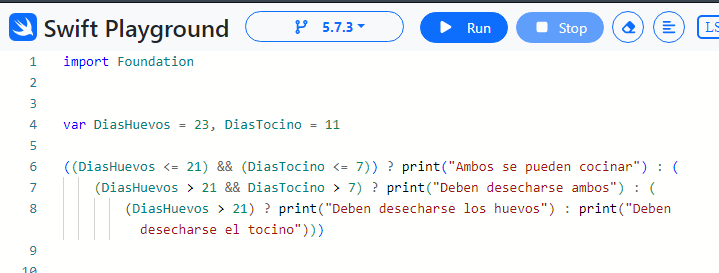 Swift Playground 5.7.3 Run Stop LS
1 import Foundation
2
3
4 var DiasHuevos = 23, DiasTocino = 11
5
6 ((DiasHuevos <= 21) && (DiasTocino <= 7)) ? print("Ambos se pueden cocinar") : (
7 (DiasHuevos > 21 && DiasTocino > 7) ? print("Deben desecharse ambos") : (
8 (DiasHuevos > 21) ? print("Deben desecharse los huevos") : print("Deben
desecharse el tocino")))
9
10